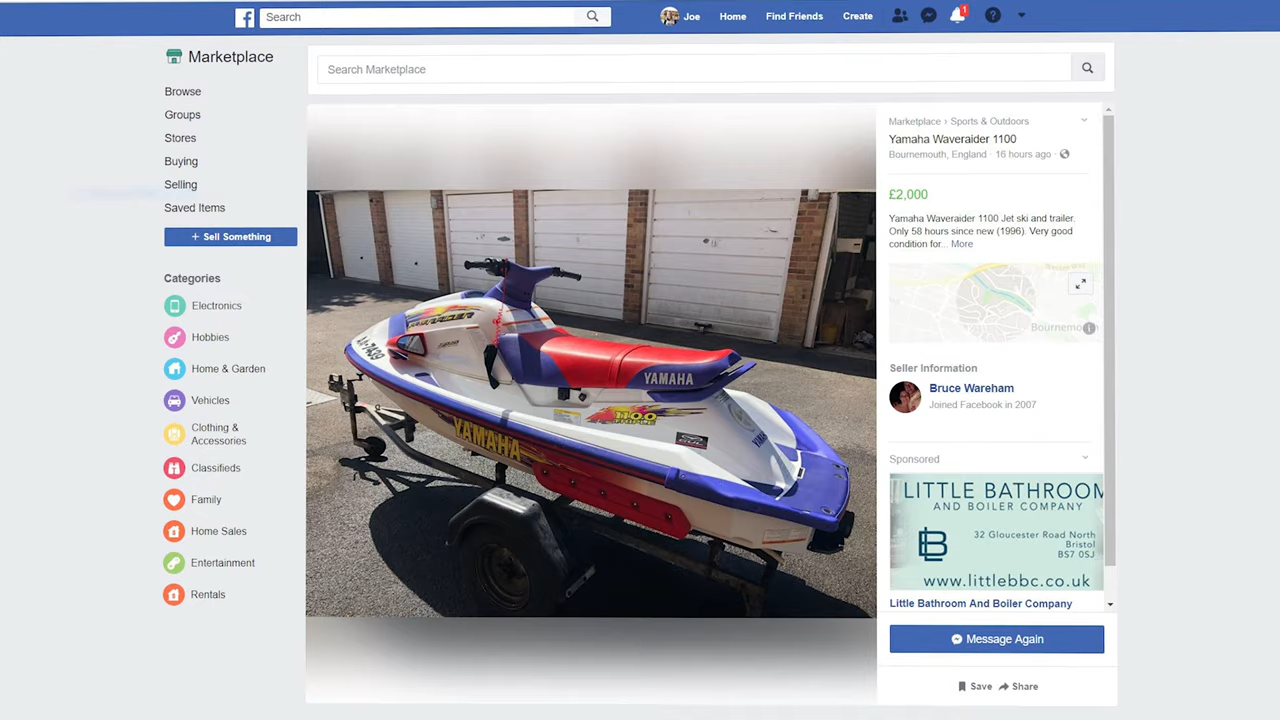 Search
Joe
Home
Find Friends
Create
1
Marketplace
Browse
Groups
Stores
Buying
Selling
Saved Items
+ Sell Something
Categories
Electronics
Hobbies
Home & Garden
Vehicles
Clothing &
Accessories
Classifieds
Family
Home Sales
Entertainment
Rentals
Search Marketplace
YAMAHA
1100
TRIPLE
YAMAHA
YAMAHA
Marketplace › Sports & Outdoors
Yamaha Waveraider 1100
Bournemouth, England · 16 hours ago
£2,000
Yamaha Waveraider 1100 Jet ski and trailer.
Only 58 hours since new (1996). Very good
condition for... More
Bournemouth
Seller Information
Bruce Wareham
Joined Facebook in 2007
Sponsored
LITTLE BATHROOM
AND BOILER COMPANY
32 Gloucester Road North
Bristol
BS7 0SJ
www.littlebbc.co.uk
Little Bathroom And Boiler Company
Message Again
Save
Share